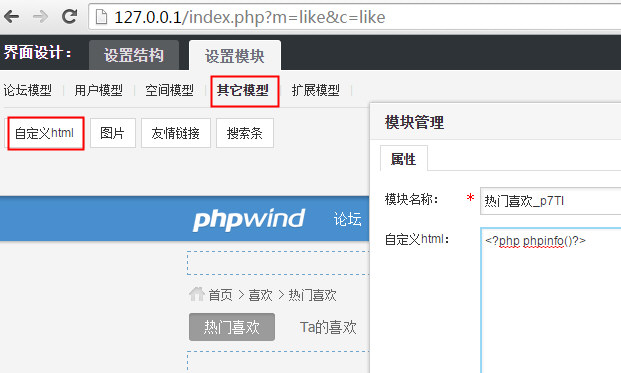 127.0.0.1/index.php?m=like&c=like
界面设计： 设置结构 设置模块
论坛模型 用户模型 空间模型 其它模型 扩展模型
自定义html 图片 友情链接 搜索条
模块管理
属性
模块名称： * 热门喜欢_p7TI
自定义html： <?php phpinfo()?>
phpwind 论坛
首页 > 喜欢 > 热门喜欢
热门喜欢 Ta的喜欢